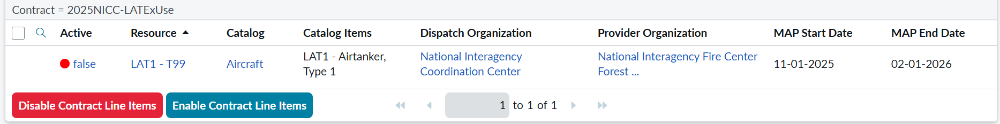 Contract = 2025NICC-LATExUse
Active Resource Catalog Catalog Items Dispatch Organization Provider Organization MAP Start Date MAP End Date
false LAT1 - T99 Aircraft LAT1 - Airtanker, Type 1 National Interagency Coordination Center National Interagency Fire Center Forest ... 11-01-2025 02-01-2026
Disable Contract Line Items Enable Contract Line Items 1 to 1 of 1